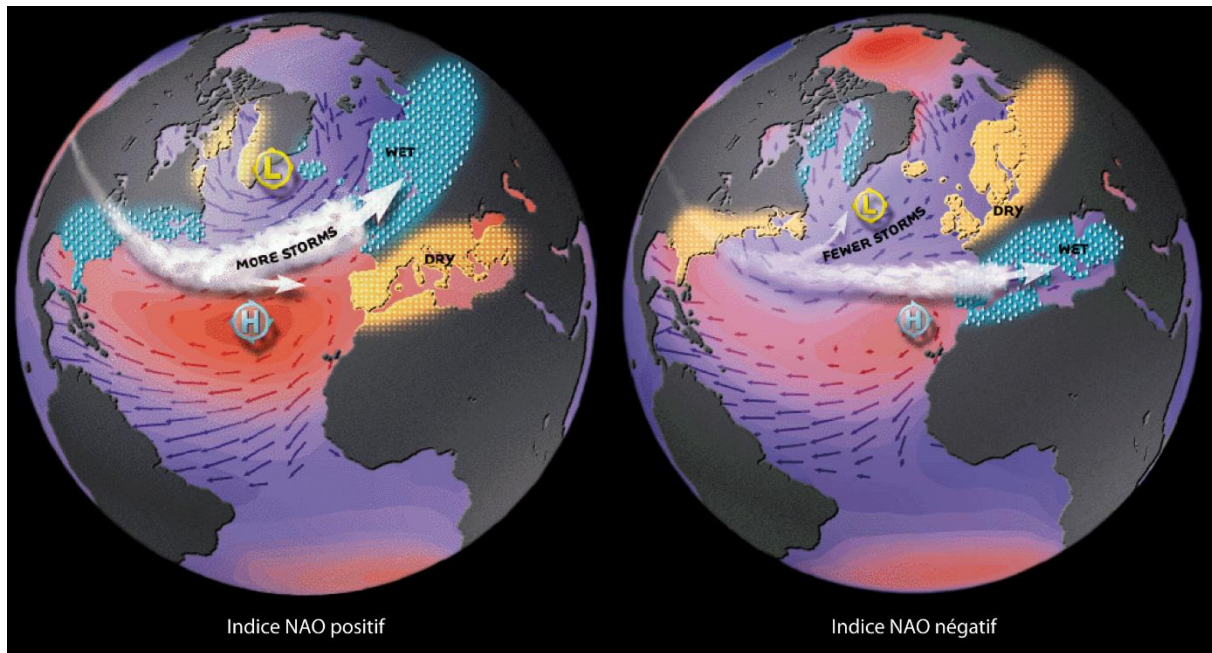 L
WET
MORE STORMS
DRY
H
Indice NAO positif
L
DRY
FEWER STORMS
WET
H
Indice NAO négatif